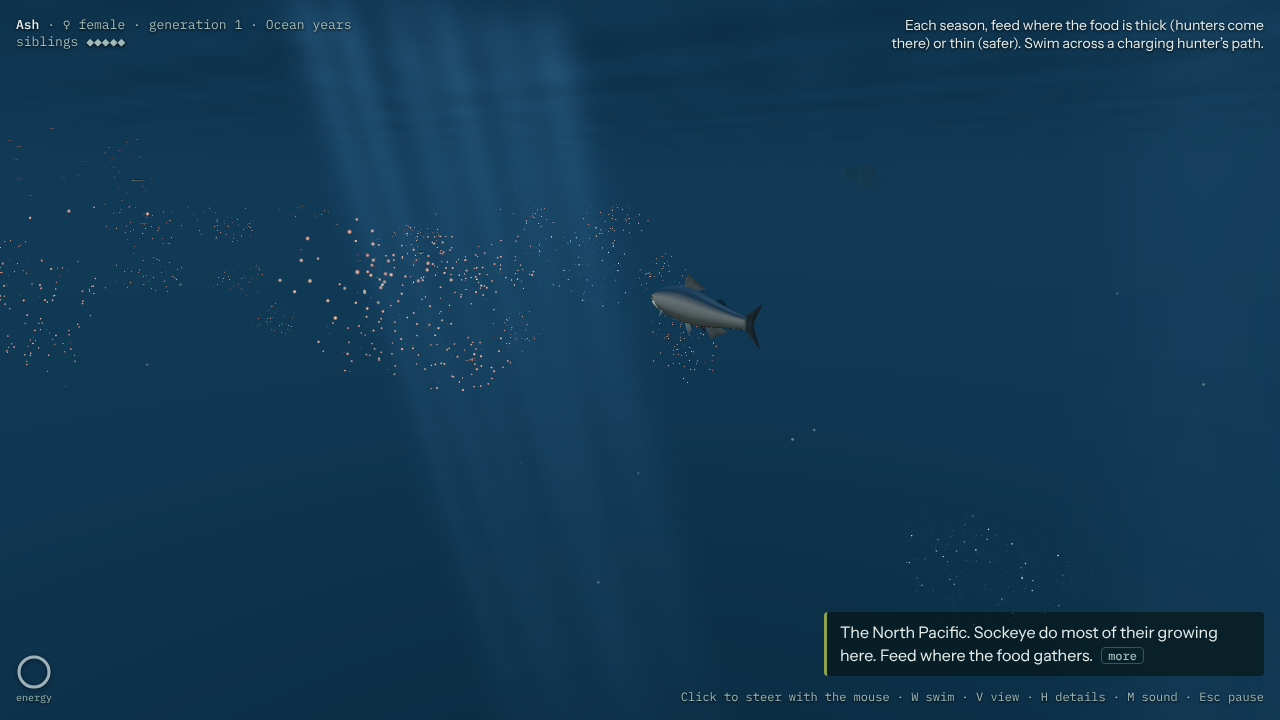 Ash · ♀ female · generation 1 · Ocean years
siblings ◆◆◆◆◆
Each season, feed where the food is thick (hunters come
there) or thin (safer). Swim across a charging hunter's path.
The North Pacific. Sockeye do most of their growing
here. Feed where the food gathers. more
energy
Click to steer with the mouse · W swim · V view · H details · M sound · Esc pause